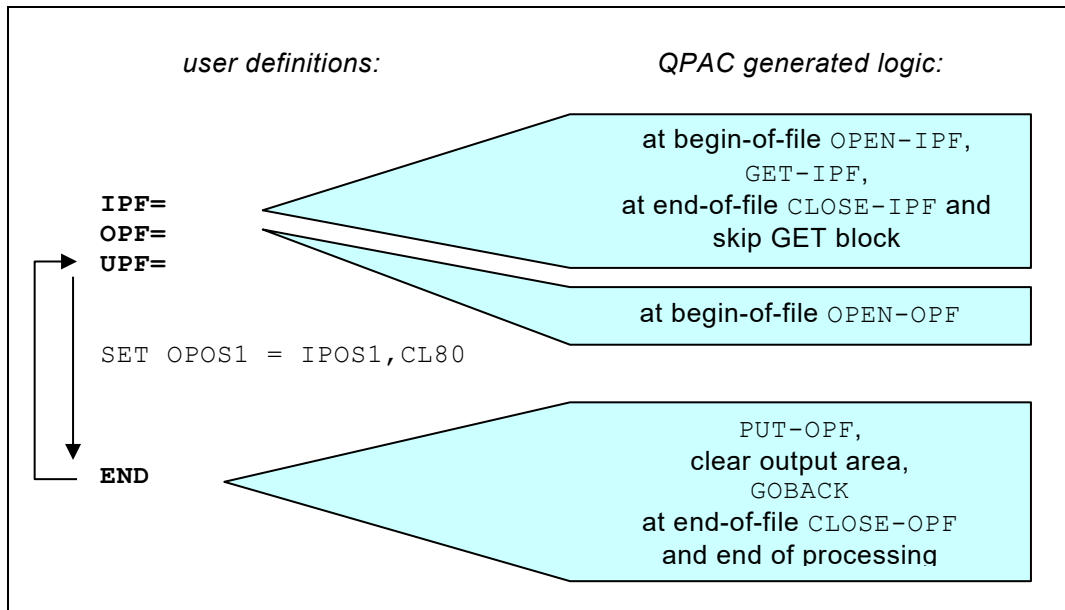 user definitions:
QPAC generated logic:
at begin-of-file OPEN-IPF,
GET-IPF,
at end-of-file CLOSE-IPF and
skip GET block
IPF=
OPF=
UPF=
at begin-of-file OPEN-OPF
SET OPOS1 = IPOS1,CL80
END
PUT-OPF,
clear output area,
GOBACK
at end-of-file CLOSE-OPF
and end of processing